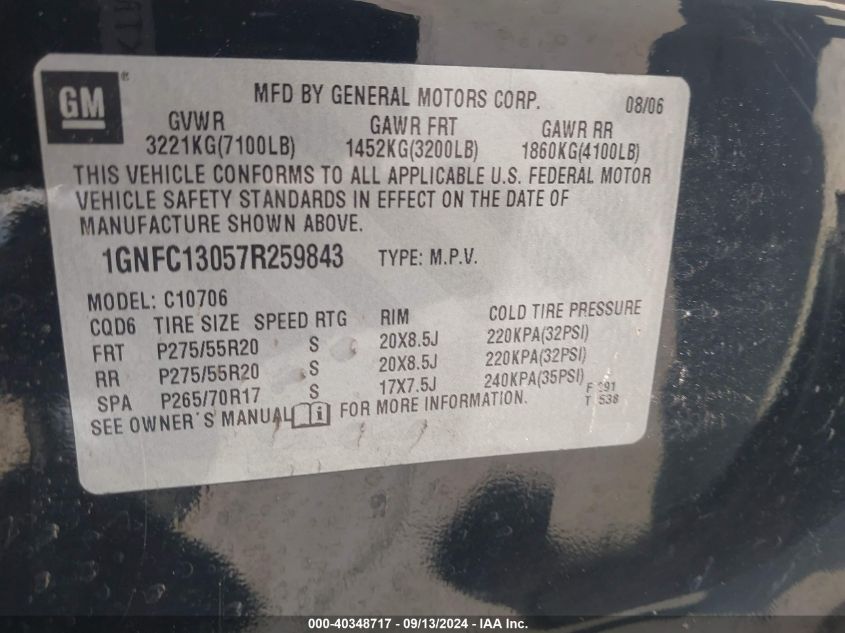 GM ®
MFD BY GENERAL MOTORS CORP. 08/06
GVWR GAWR FRT GAWR RR
3221KG(7100LB) 1452KG(3200LB) 1860KG(4100LB)
THIS VEHICLE CONFORMS TO ALL APPLICABLE U.S. FEDERAL MOTOR
VEHICLE SAFETY STANDARDS IN EFFECT ON THE DATE OF
MANUFACTURE SHOWN ABOVE.
1GNFC13057R259843 TYPE: M.P.V.
MODEL: C10706
CQD6 TIRE SIZE SPEED RTG RIM COLD TIRE PRESSURE
FRT P275/55R20 S 20X8.5J 220KPA(32PSI)
RR P275/55R20 S 20X8.5J 220KPA(32PSI)
SPA P265/70R17 S 17X7.5J 240KPA(35PSI)
SEE OWNER'S MANUAL i FOR MORE INFORMATION.
F
T 538
000-40348717 - 09/13/2024 - IAA Inc.